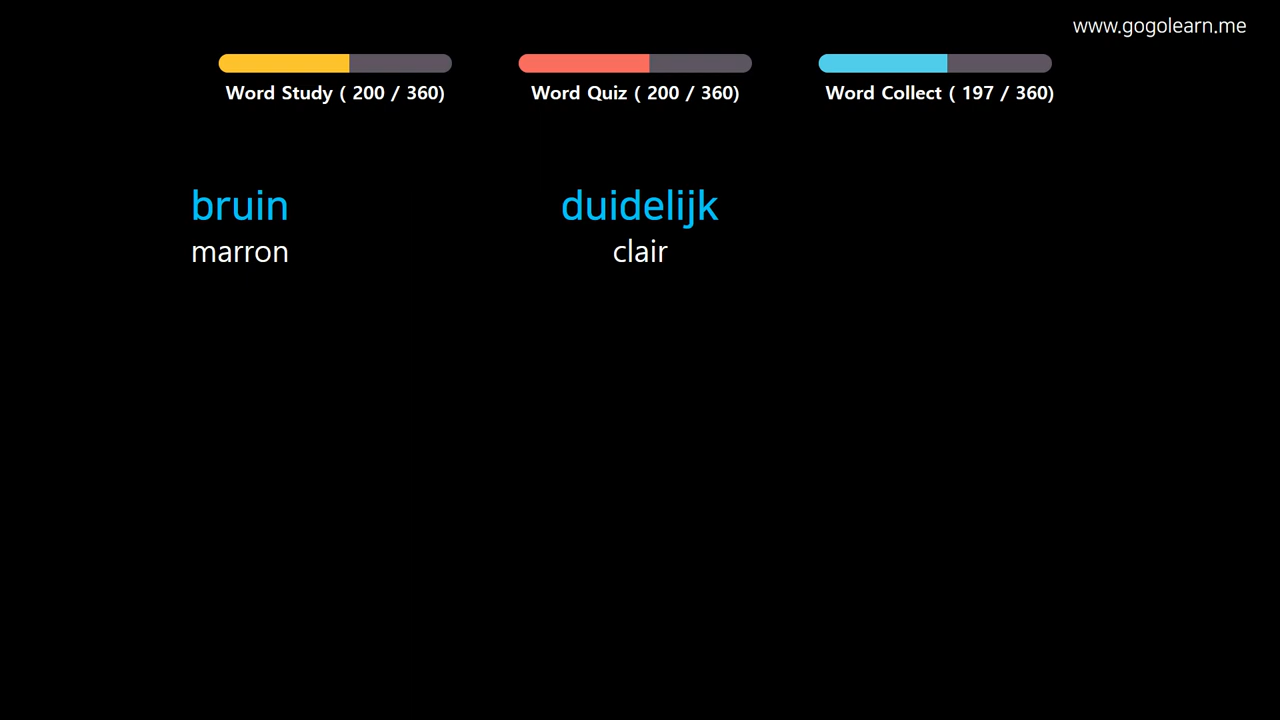 www.gogolearn.me
Word Study ( 200 / 360)
Word Quiz ( 200 / 360)
Word Collect ( 197 / 360)
bruin
marron
duidelijk
clair